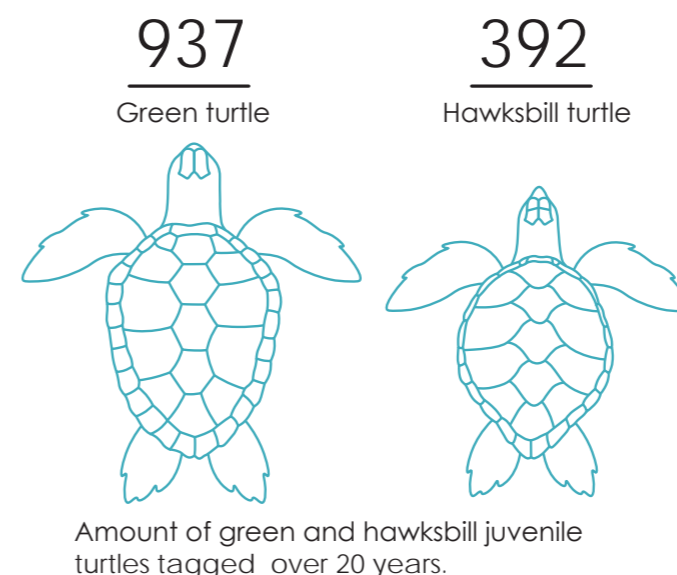 937
392
Green turtle
Hawksbill turtle
Amount of green and hawksbill juvenile
turtles tagged over 20 years.